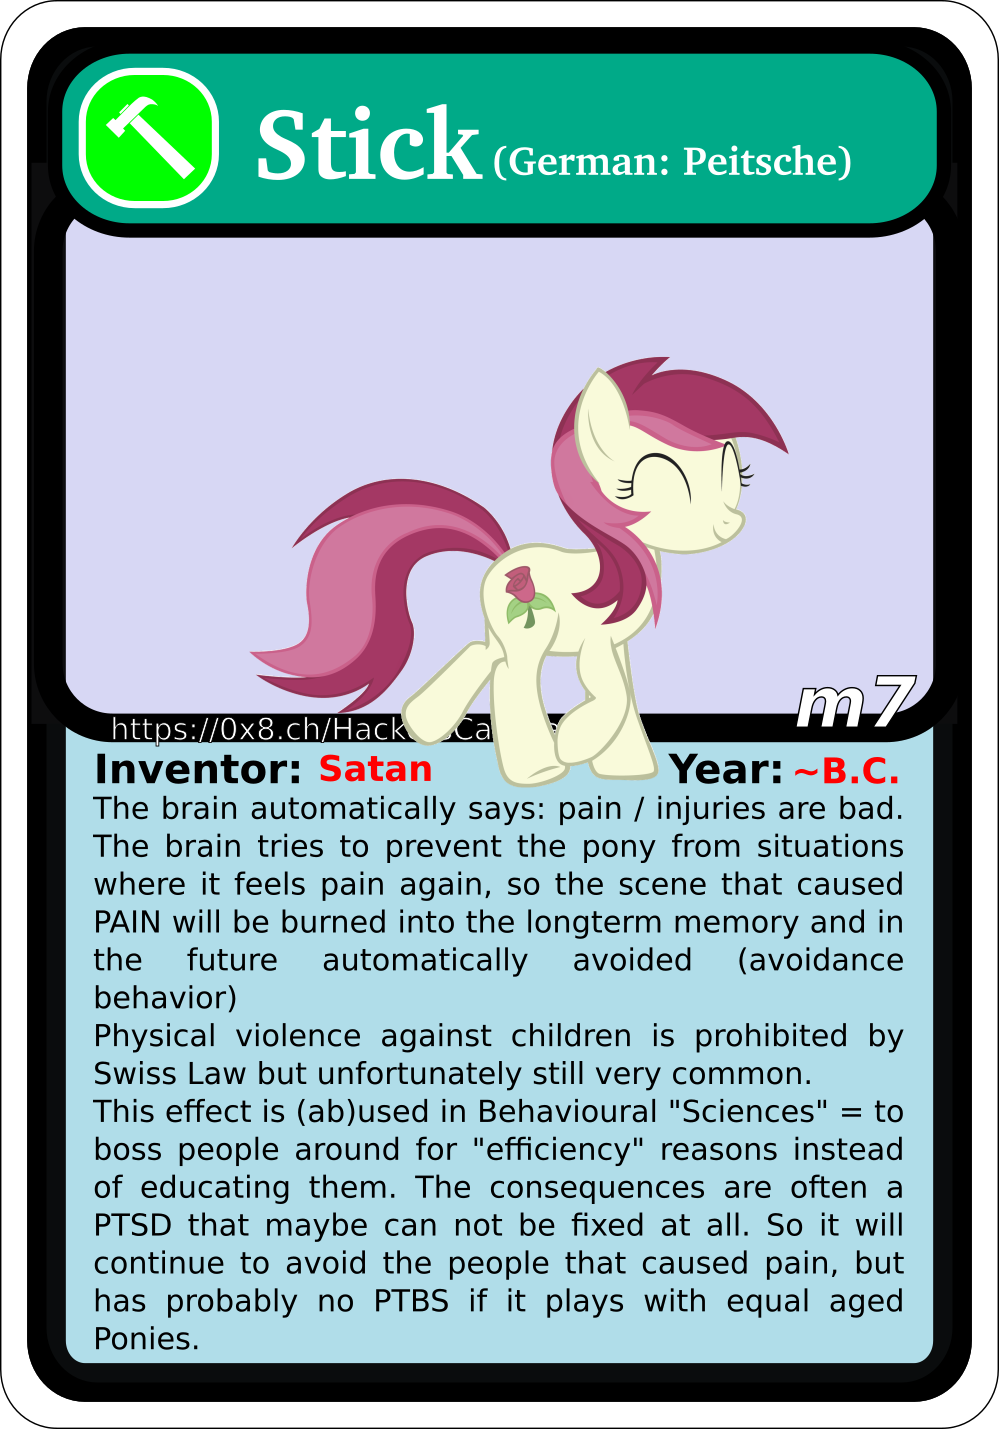 Stick (German: Peitsche)
m7
https://0x8.ch/Hack
Inventor: Satan Year: ~B.C.
The brain automatically says: pain / injuries are bad.
The brain tries to prevent the pony from situations
where it feels pain again, so the scene that caused
PAIN will be burned into the longterm memory and in
the future automatically avoided (avoidance
behavior)
Physical violence against children is prohibited by
Swiss Law but unfortunately still very common.
This effect is (ab)used in Behavioural "Sciences" = to
boss people around for "efficiency" reasons instead
of educating them. The consequences are often a
PTSD that maybe can not be fixed at all. So it will
continue to avoid the people that caused pain, but
has probably no PTBS if it plays with equal aged
Ponies.